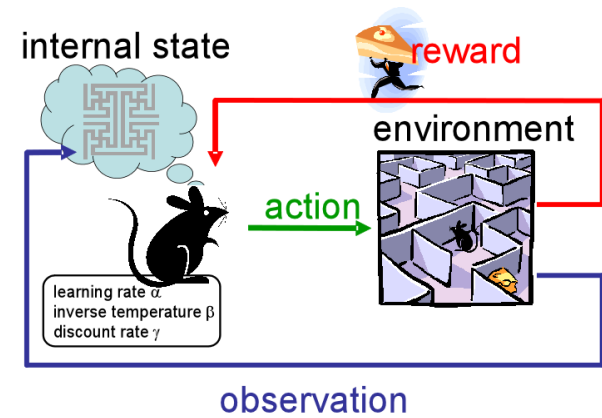 internal state
reward
environment
action
learning rate α
inverse temperature β
discount rate γ
observation